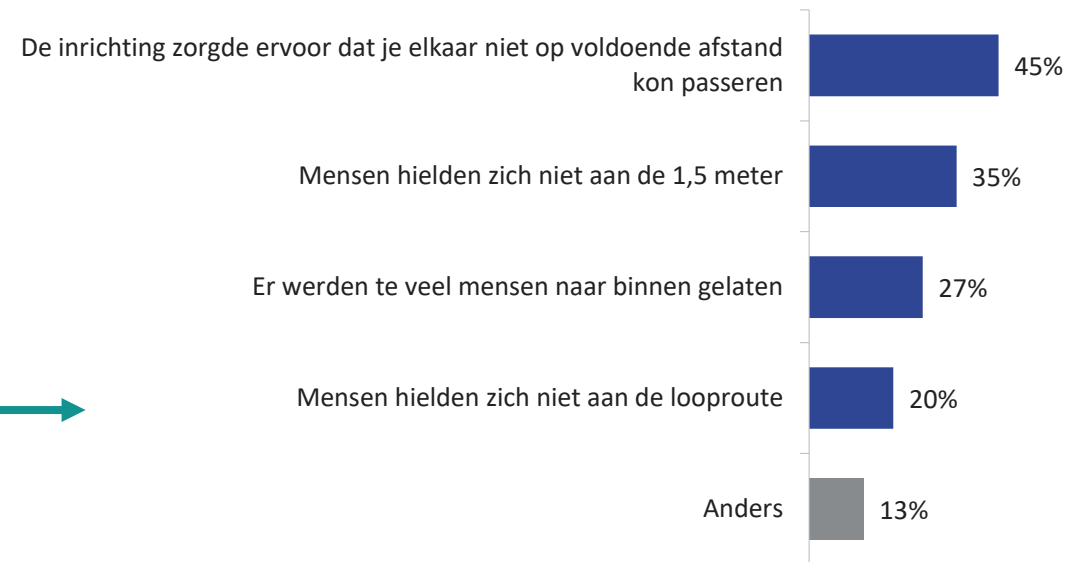 De inrichting zorgde ervoor dat je elkaar niet op voldoende afstand
kon passeren
45%
Mensen hielden zich niet aan de 1,5 meter
35%
Er werden te veel mensen naar binnen gelaten
27%
Mensen hielden zich niet aan de looproute
20%
Anders
13%